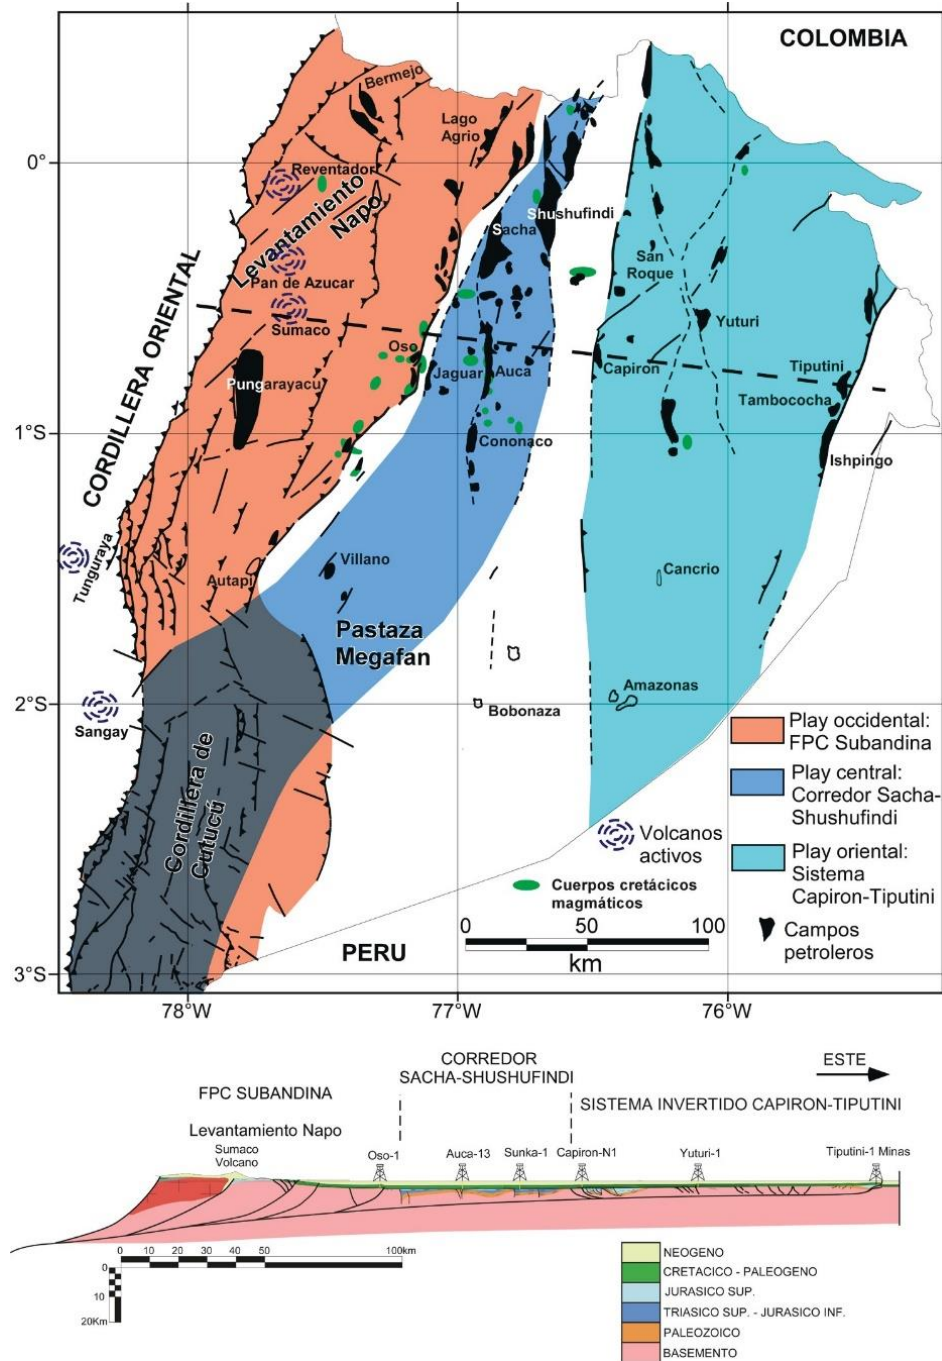 COLOMBIA
Bermejo
Lago
Agrio
0°
Reventador
Levantamiento
Napo
Shushufindi
Sacha
San
Roque
Pan de Azucar
CORDILLERA ORIENTAL
Sumaco
Oso
Yuturi
Pungarayacu
Jaguar
Auca
Capiron
Tiputini
Tambococha
1°S
Cononaco
Ishpingo
Tunguraya
Autapi
Villano
Cancrio
Pastaza
Megafan
2°S
Sangay
Bobonaza
Amazonas
Cordillera de
Cutucú
Play occidental:
FPC Subandina
Play central:
Corredor Sacha-
Shushufindi
Volcanos
activos
Play oriental:
Sistema
Capiron-Tiputini
Cuerpos cretácicos
magmáticos
Campos
petroleros
0 50 100
km
PERU
3°S
78°W 77°W 76°W
CORREDOR
SACHA-SHUSHUFINDI
ESTE
FPC SUBANDINA
SISTEMA INVERTIDO CAPIRON-TIPUTINI
Levantamiento Napo
Sumaco
Volcano
Oso-1 Auca-13 Sunka-1 Capiron-N1 Yuturi-1 Tiputini-1 Minas
0 10 20 30 40 50 100km
0
10
20Km
NEOGENO
CRETACICO - PALEOGENO
JURASICO SUP.
TRIASICO SUP. - JURASICO INF.
PALEOZOICO
BASEMENTO